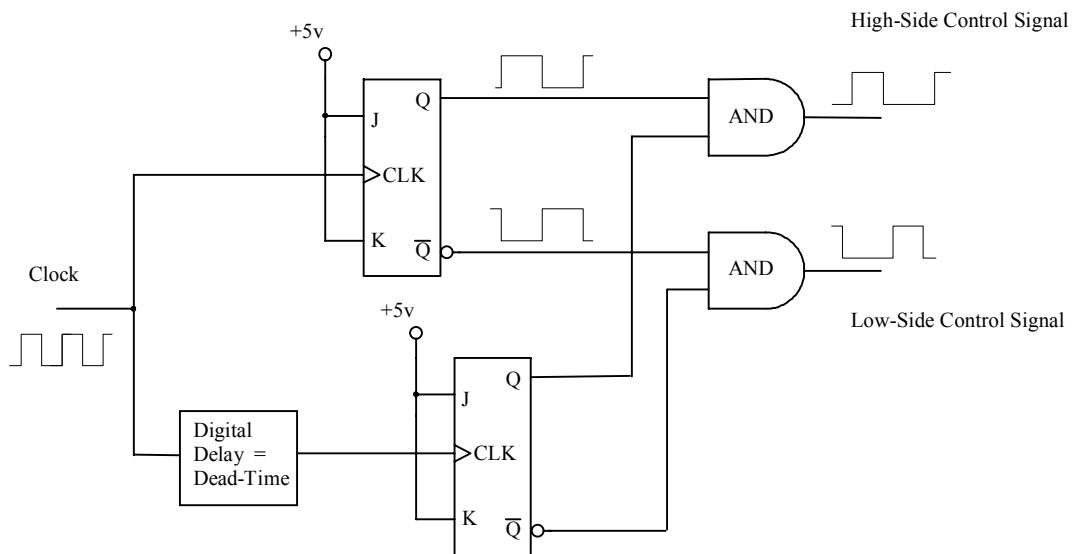 High-Side Control Signal
+5v
Q
J
AND
CLK
K
Q̅
AND
Clock
+5v
Low-Side Control Signal
Q
J
Digital
Delay =
Dead-Time
CLK
K
Q̅